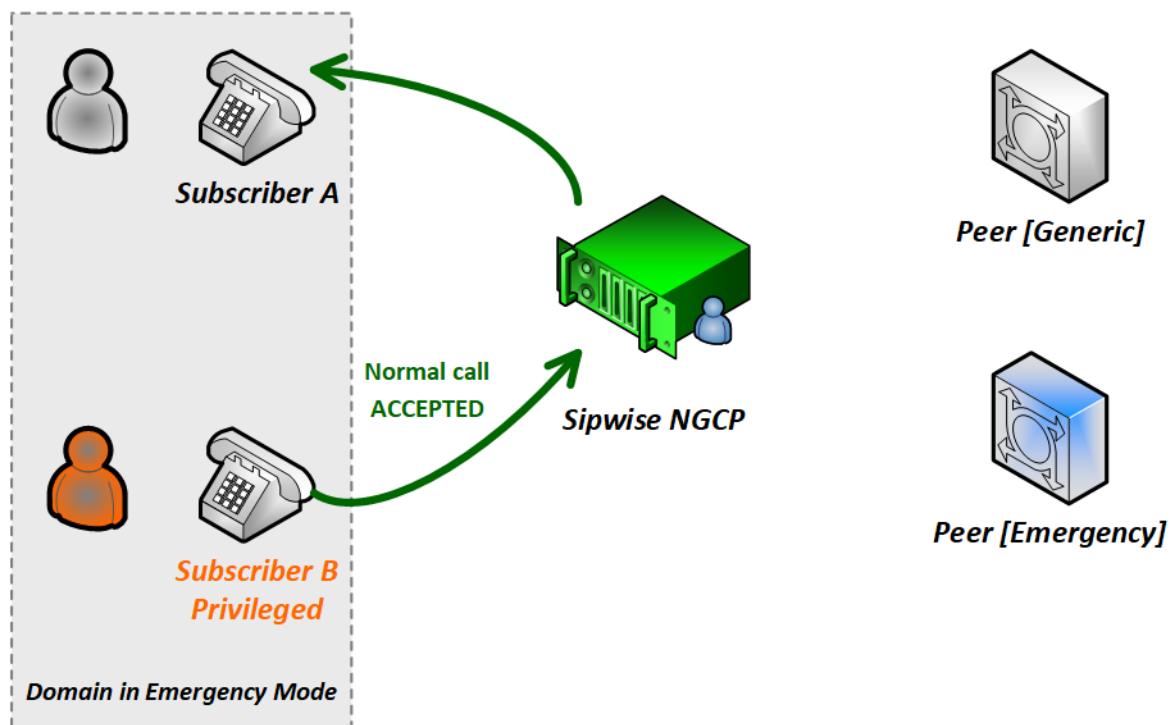 Subscriber A
Peer [Generic]
Normal call
ACCEPTED
Sipwise NGCP
Peer [Emergency]
Subscriber B
Privileged
Domain in Emergency Mode